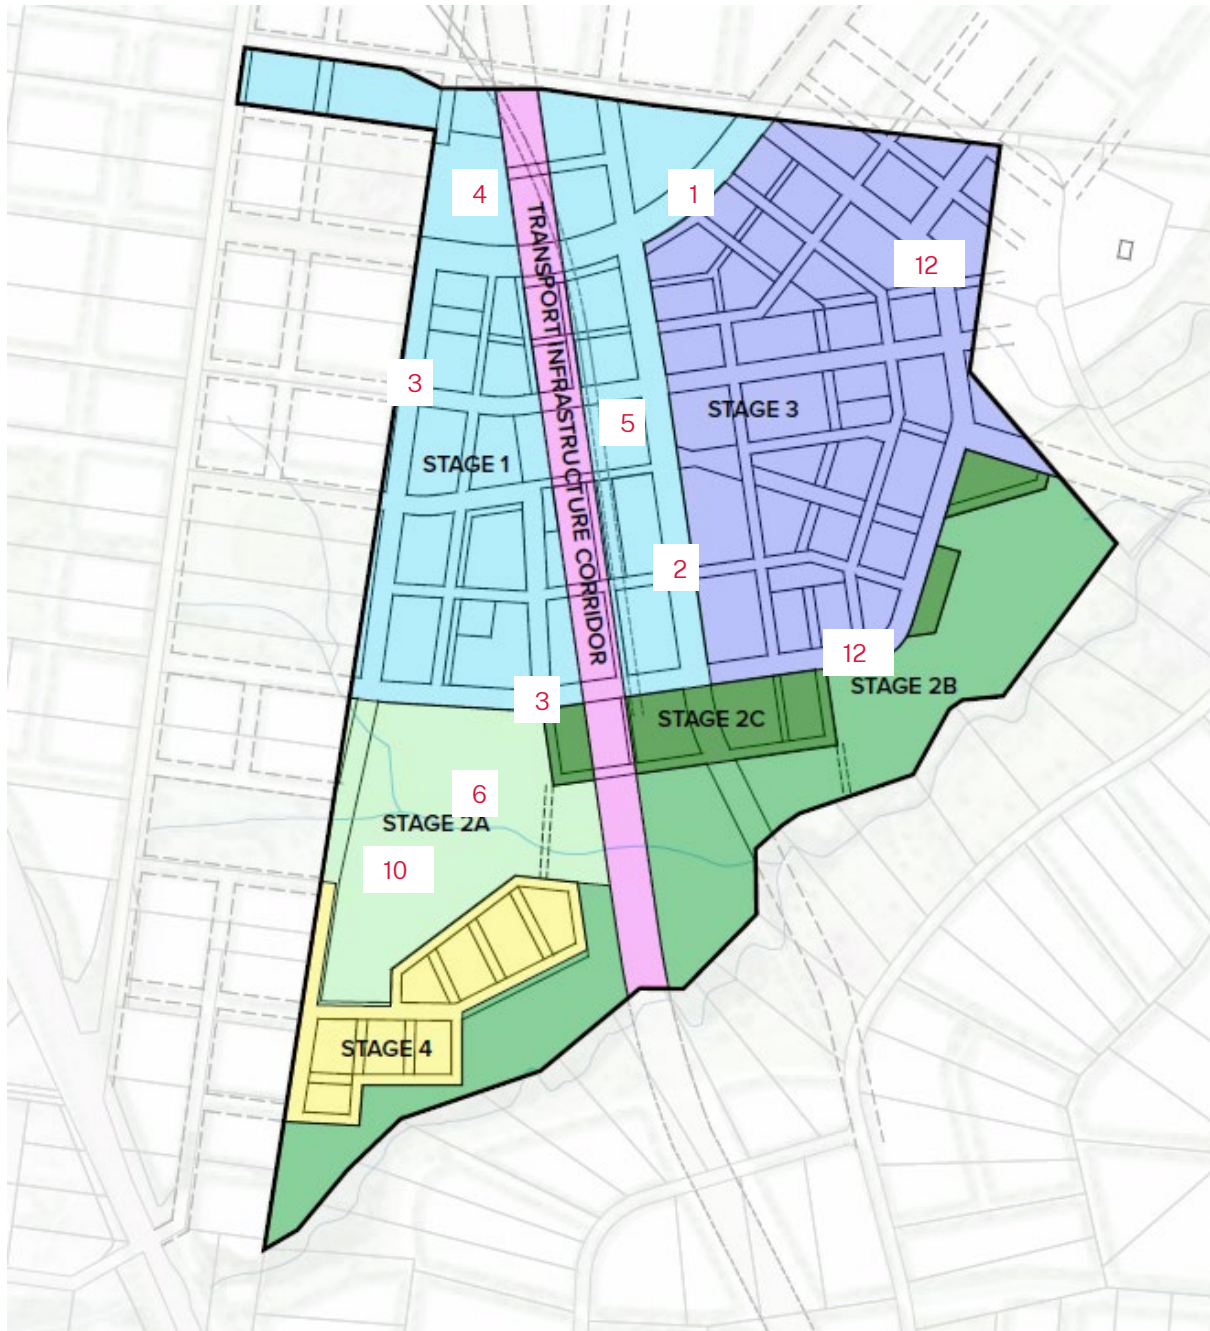 4
1
TRANSPORT INFRASTRUCTURE CORRIDOR
12
3
STAGE 3
5
STAGE 1
2
12
STAGE 2B
3
STAGE 2C
6
STAGE 2A
10
STAGE 4